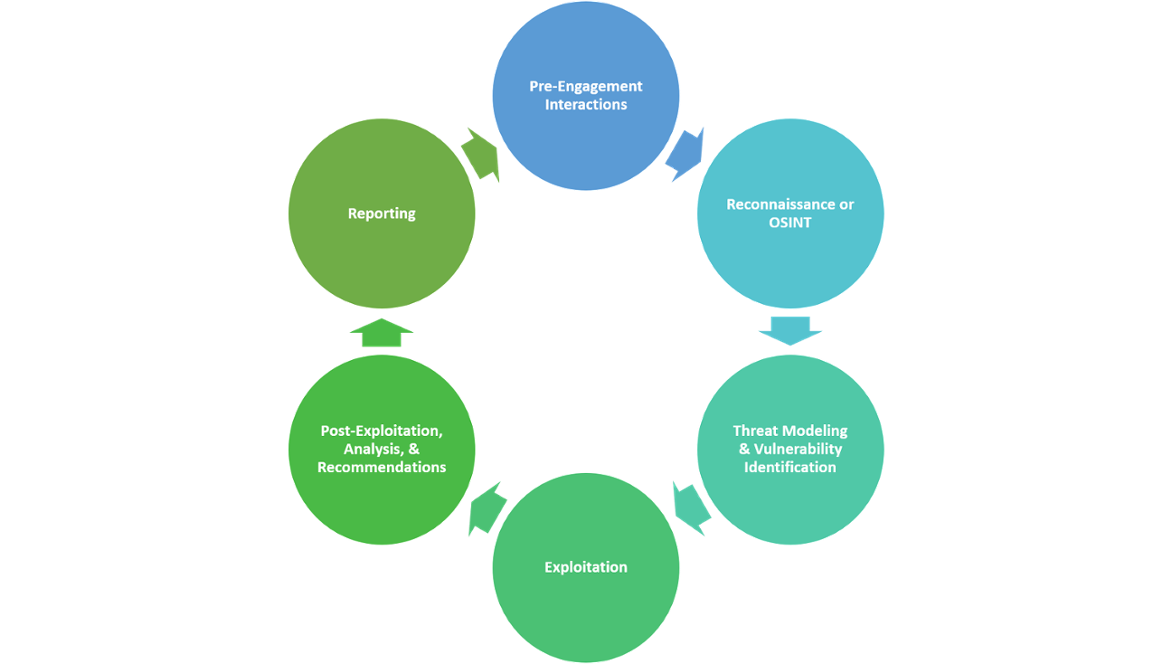 Pre-Engagement
Interactions
Reconnaissance or
OSINT
Threat Modeling
& Vulnerability
Identification
Exploitation
Post-Exploitation,
Analysis, &
Recommendations
Reporting